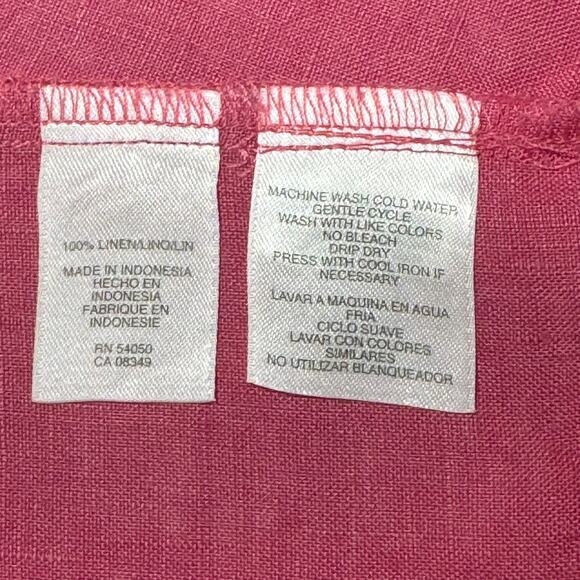 100% LINEN/LINO/LIN
MADE IN INDONESIA
HECHO EN
INDONESIA
FABRIQUE EN
INDONESIE
RN 54050
CA 08349
MACHINE WASH COLD WATER
GENTLE CYCLE
WASH WITH LIKE COLORS
NO BLEACH
DRIP DRY
PRESS WITH COOL IRON IF
NECESSARY
LAVAR A MAQUINA EN AGUA
FRIA
CICLO SUAVE
LAVAR CON COLORES
SIMILARES
NO UTILIZAR BLANQUEADOR